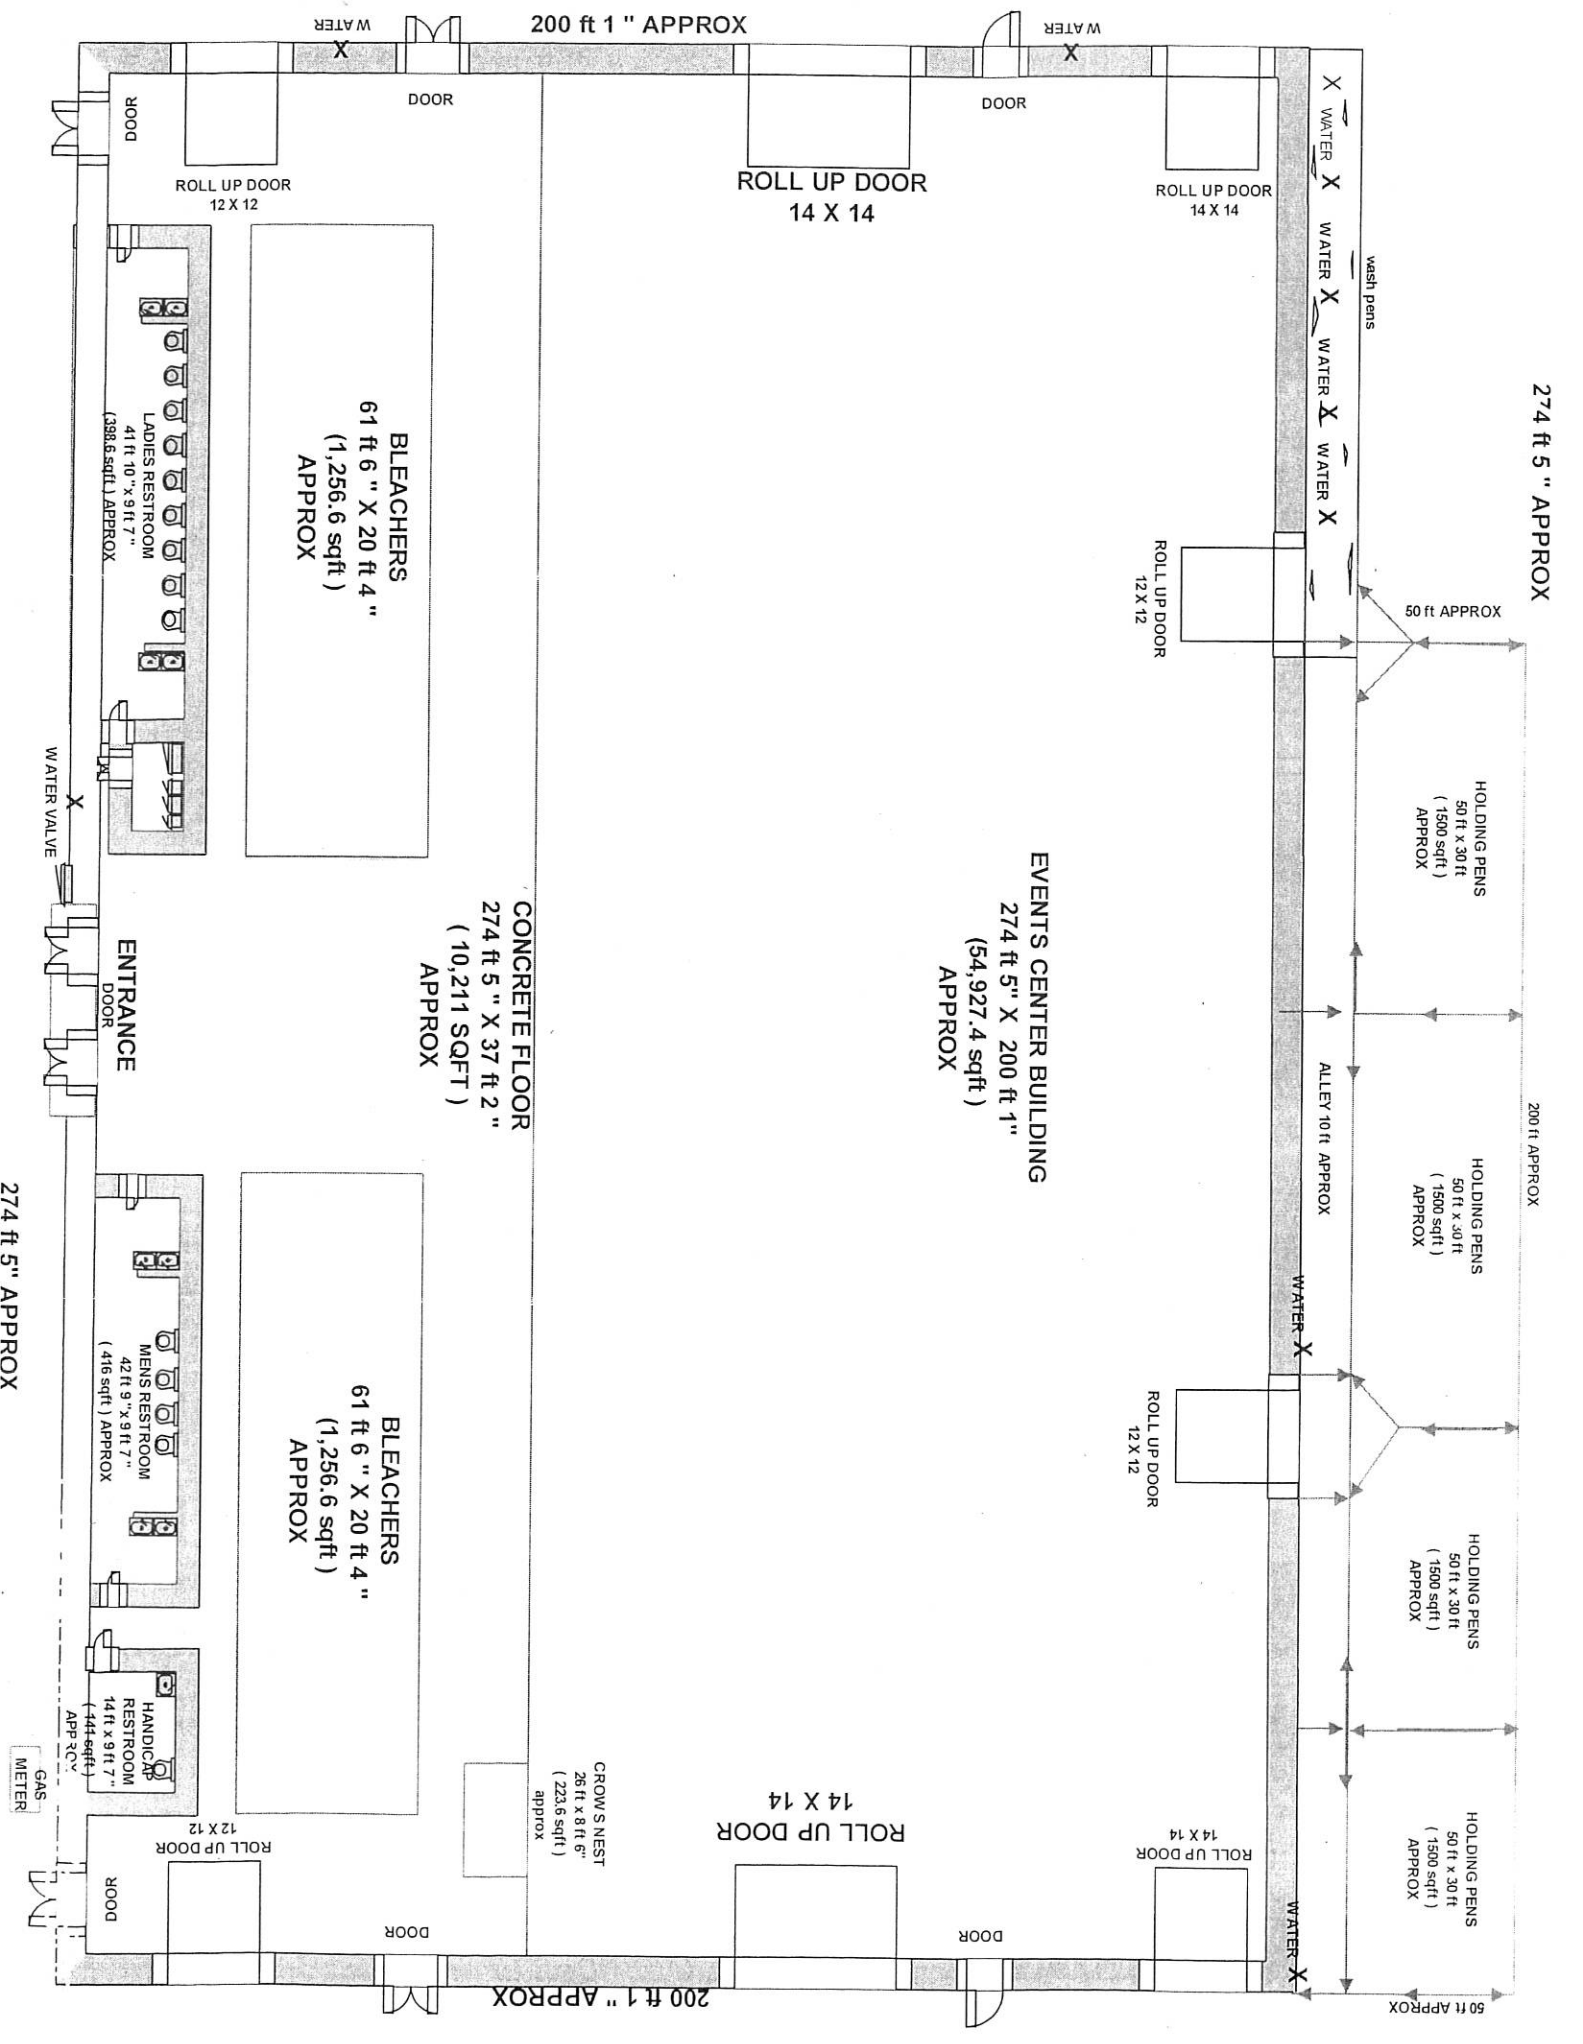 200 ft 1 " APPROX
WATER
X
WATER
X
DOOR
DOOR
DOOR
ROLL UP DOOR
12 X 12
ROLL UP DOOR
14 X 14
ROLL UP DOOR
14 X 14
X WATER X
WATER X
WATER X
WATER X
wash pens
274 ft 5 " APPROX
50 ft APPROX
ROLL UP DOOR
12 X 12
LADIES RESTROOM
41 ft 10 " x 9 ft 7 "
(398.6 sqft ) APPROX
BLEACHERS
61 ft 6 " X 20 ft 4 "
(1,256.6 sqft )
APPROX
WATER VALVE
X
HOLDING PENS
50 ft x 30 ft
( 1500 sqft )
APPROX
EVENTS CENTER BUILDING
274 ft 5" X 200 ft 1"
(54,927.4 sqft )
APPROX
CONCRETE FLOOR
274 ft 5 " X 37 ft 2 "
( 10,211 SQFT )
APPROX
ENTRANCE
DOOR
ALLEY 10 ft APPROX
200 ft APPROX
HOLDING PENS
50 ft x 30 ft
( 1500 sqft )
APPROX
WATER X
ROLL UP DOOR
12 X 12
274 ft 5" APPROX
MENS RESTROOM
42 ft 9 " x 9 ft 7 "
( 416 sqft ) APPROX
BLEACHERS
61 ft 6 " X 20 ft 4 "
(1,256.6 sqft )
APPROX
HOLDING PENS
50 ft x 30 ft
( 1500 sqft )
APPROX
HANDICAP
RESTROOM
14 ft x 9 ft 7 "
( 141 sqft )
APPROX
GAS
METER
CROW'S NEST
26 ft x 8 ft 6"
( 223.6 sqft )
approx
HOLDING PENS
50 ft x 30 ft
( 1500 sqft )
APPROX
ROLL UP DOOR
12 X 12
ROLL UP DOOR
14 X 14
ROLL UP DOOR
14 X 14
DOOR
DOOR
DOOR
WATER X
200 ft 1 " APPROX
50 ft APPROX